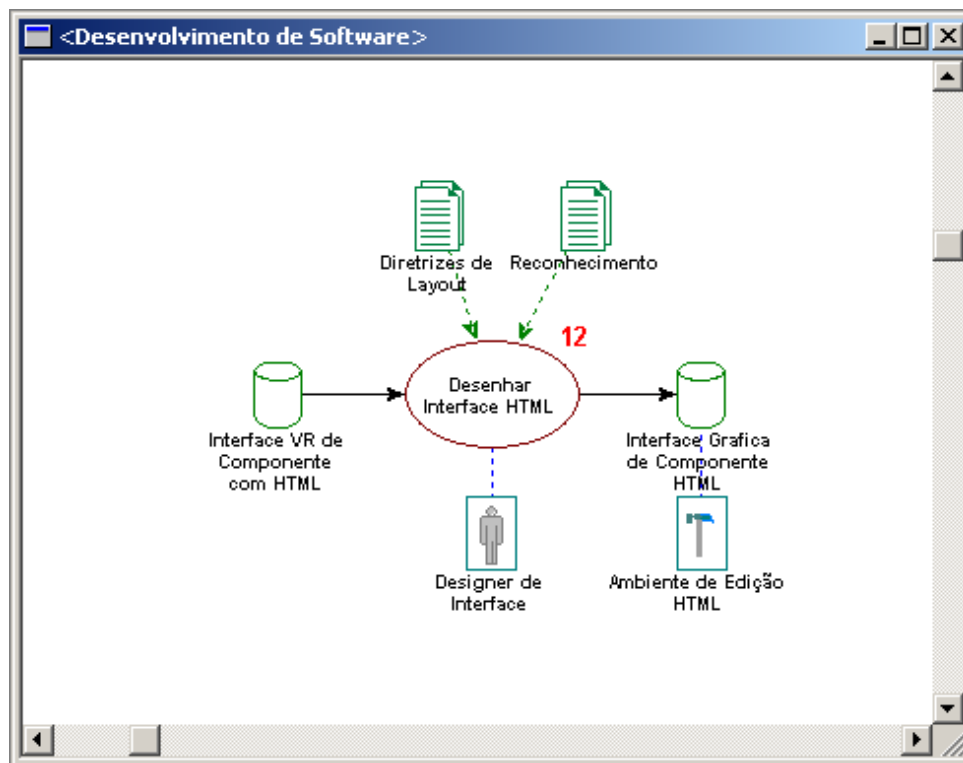 <Desenvolvimento de Software>
Diretrizes de
Layout
Reconhecimento
12
Desenhar
Interface HTML
Interface VR de
Componente
com HTML
Interface Grafica
de Componente
HTML
Designer de
Interface
Ambiente de Edição
HTML